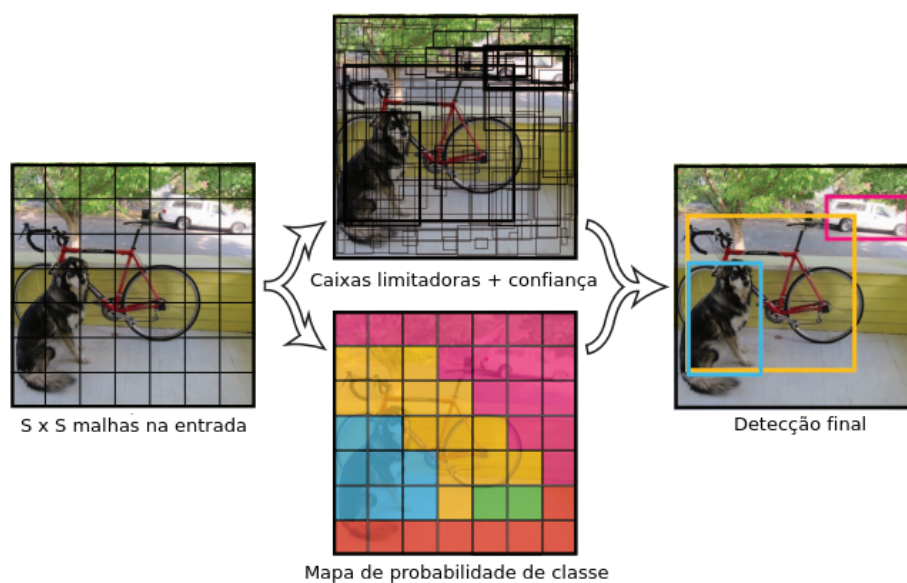 Caixas limitadoras + confiança
S x S malhas na entrada
Detecção final
Mapa de probabilidade de classe